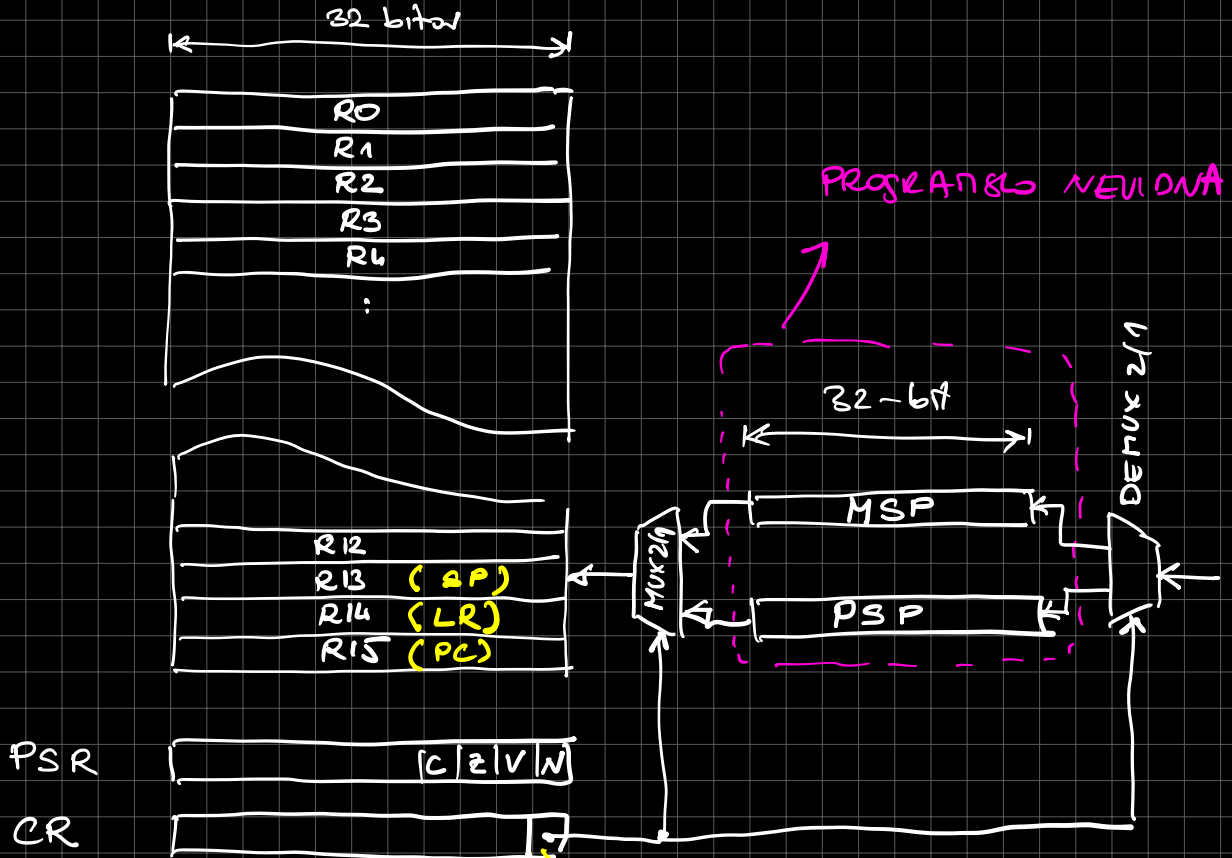 32 bitov
R0
R1
R2
R3
R4
:
PROGRAMSKO NEVIDNA
32-bit
DEMUX 2/1
MSP
MUX 2/1
PSP
R12
R13 (SP)
R14 (LR)
R15 (PC)
PSR
C Z V N
CR